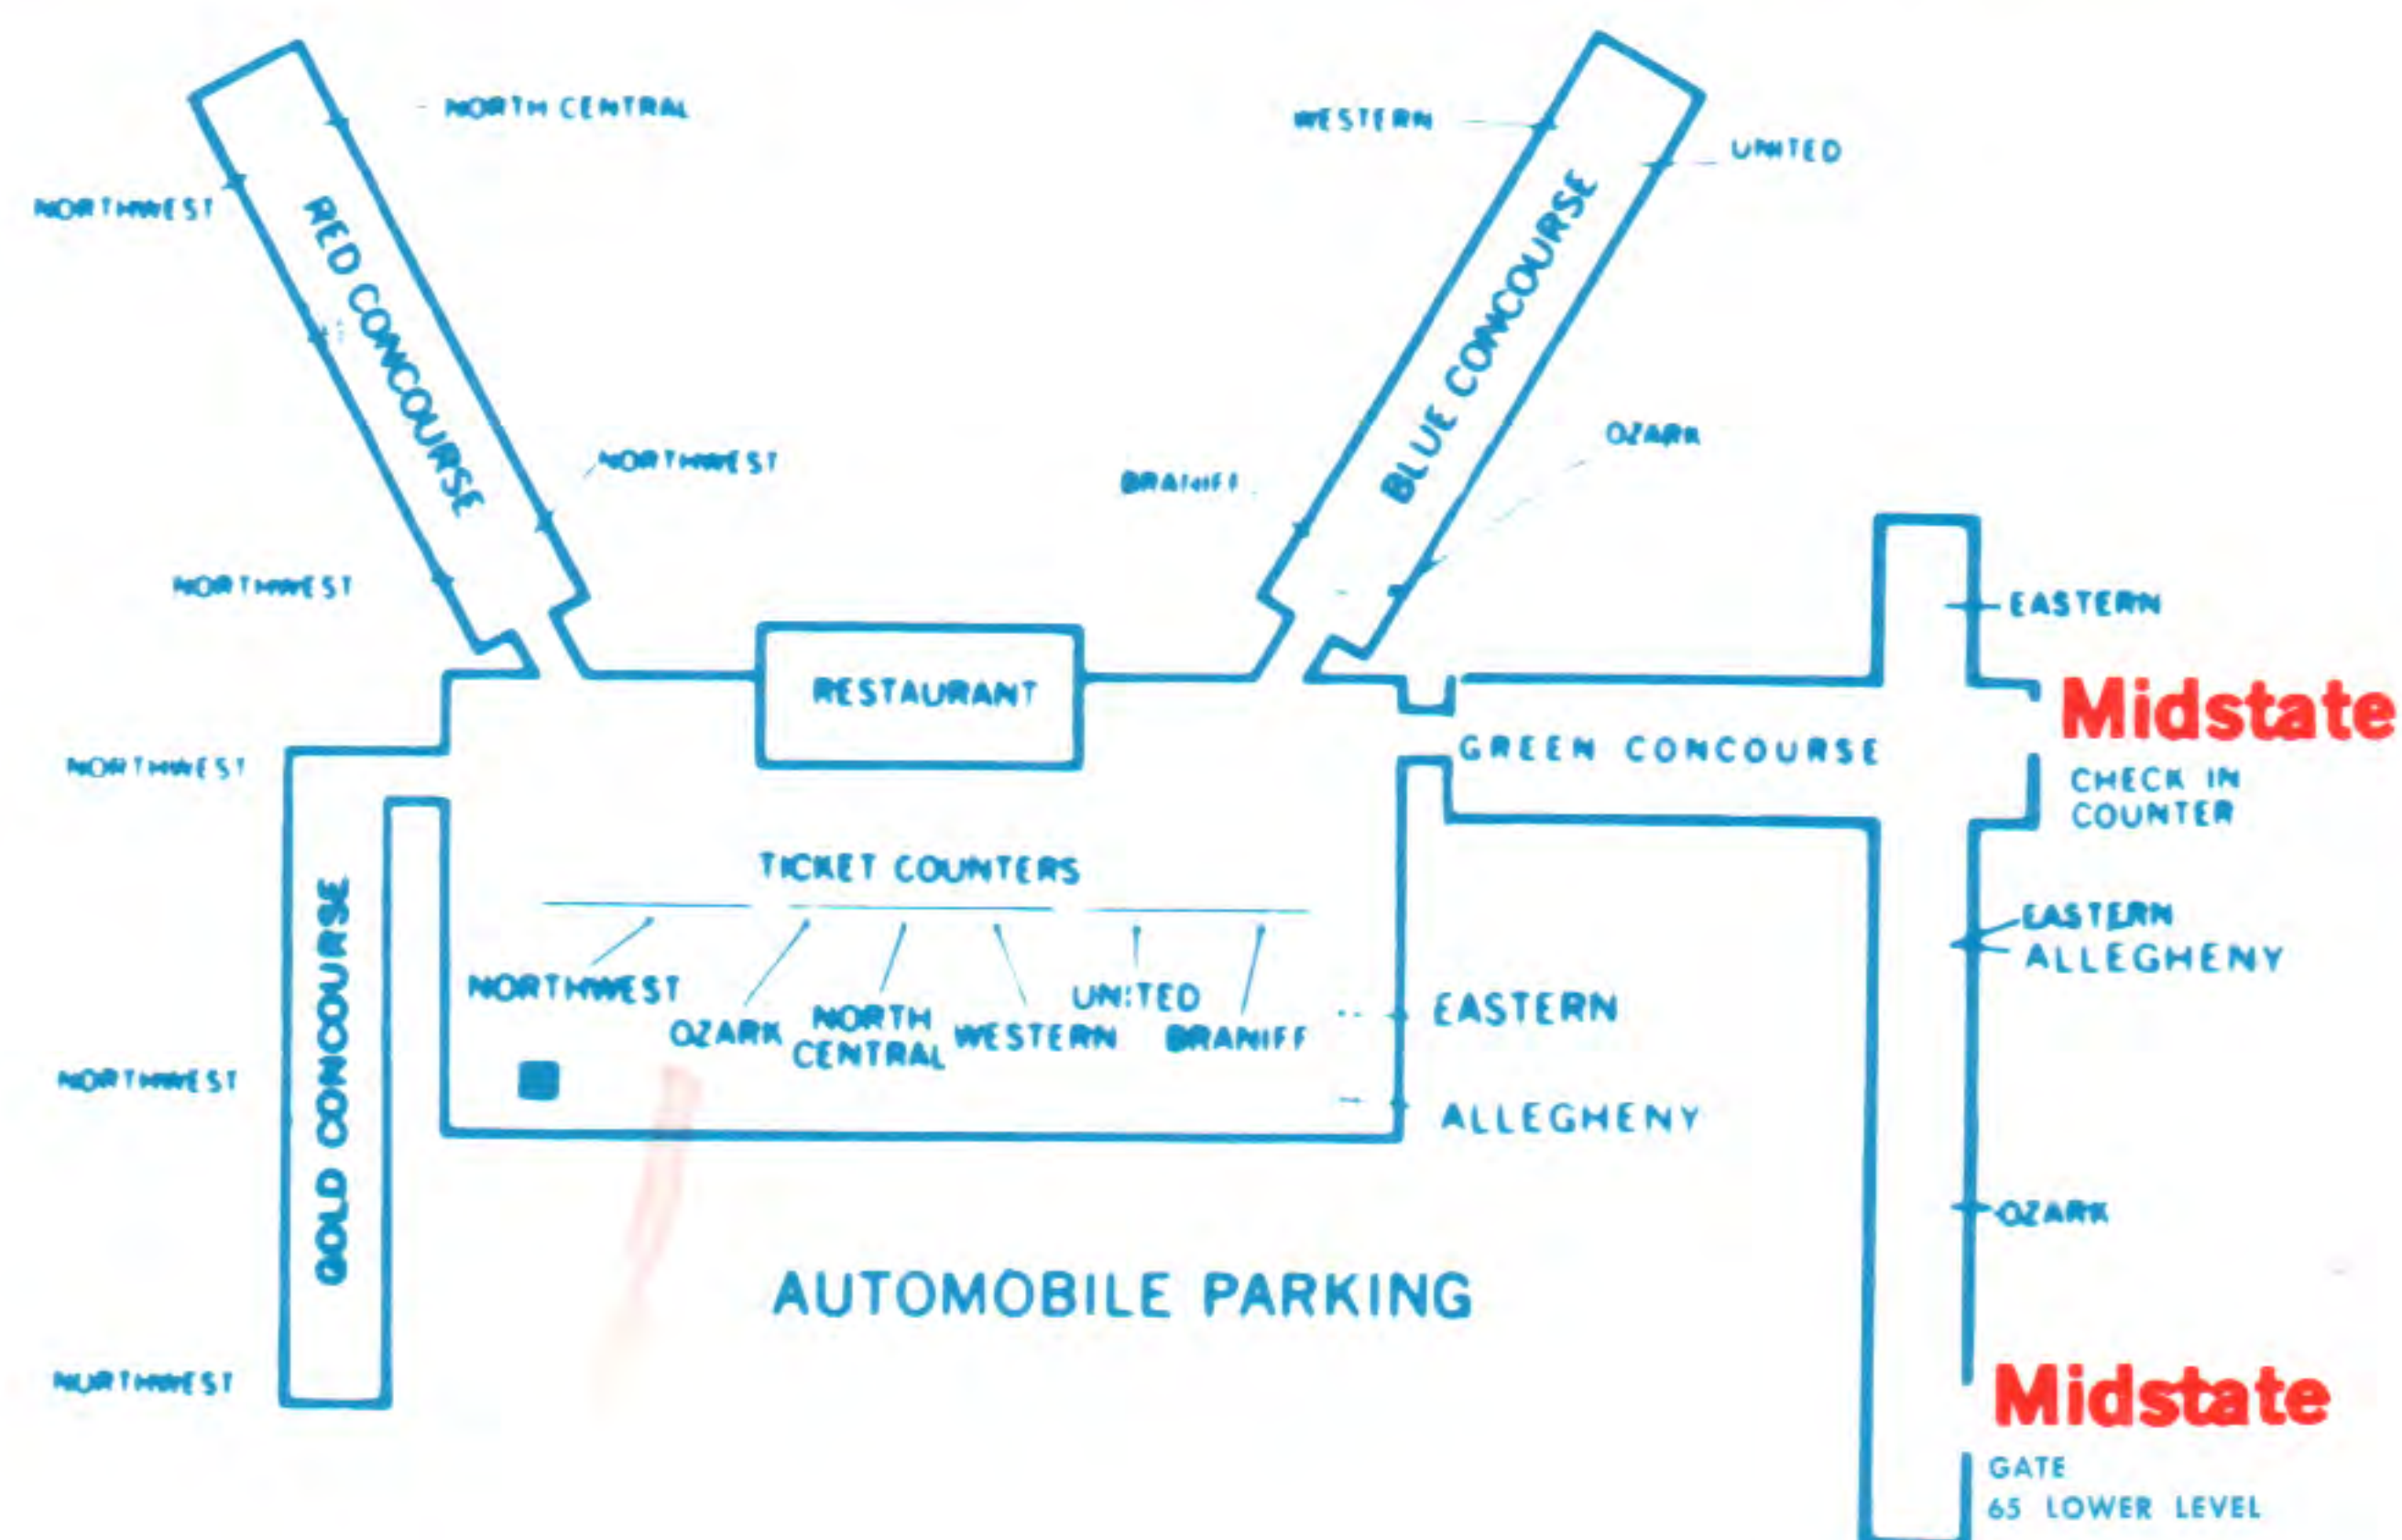 NORTH CENTRAL
WESTERN
UNITED
NORTHWEST
RED CONCOURSE
BLUE CONCOURSE
OZARK
NORTHWEST
BRANIFF
NORTHWEST
EASTERN
RESTAURANT
Midstate
CHECK IN
COUNTER
GREEN CONCOURSE
NORTHWEST
TICKET COUNTERS
EASTERN
ALLEGHENY
GOLD CONCOURSE
NORTHWEST
OZARK
NORTH
CENTRAL
WESTERN
UNITED
BRANIFF
EASTERN
NORTHWEST
ALLEGHENY
OZARK
AUTOMOBILE PARKING
NORTHWEST
Midstate
GATE
65 LOWER LEVEL